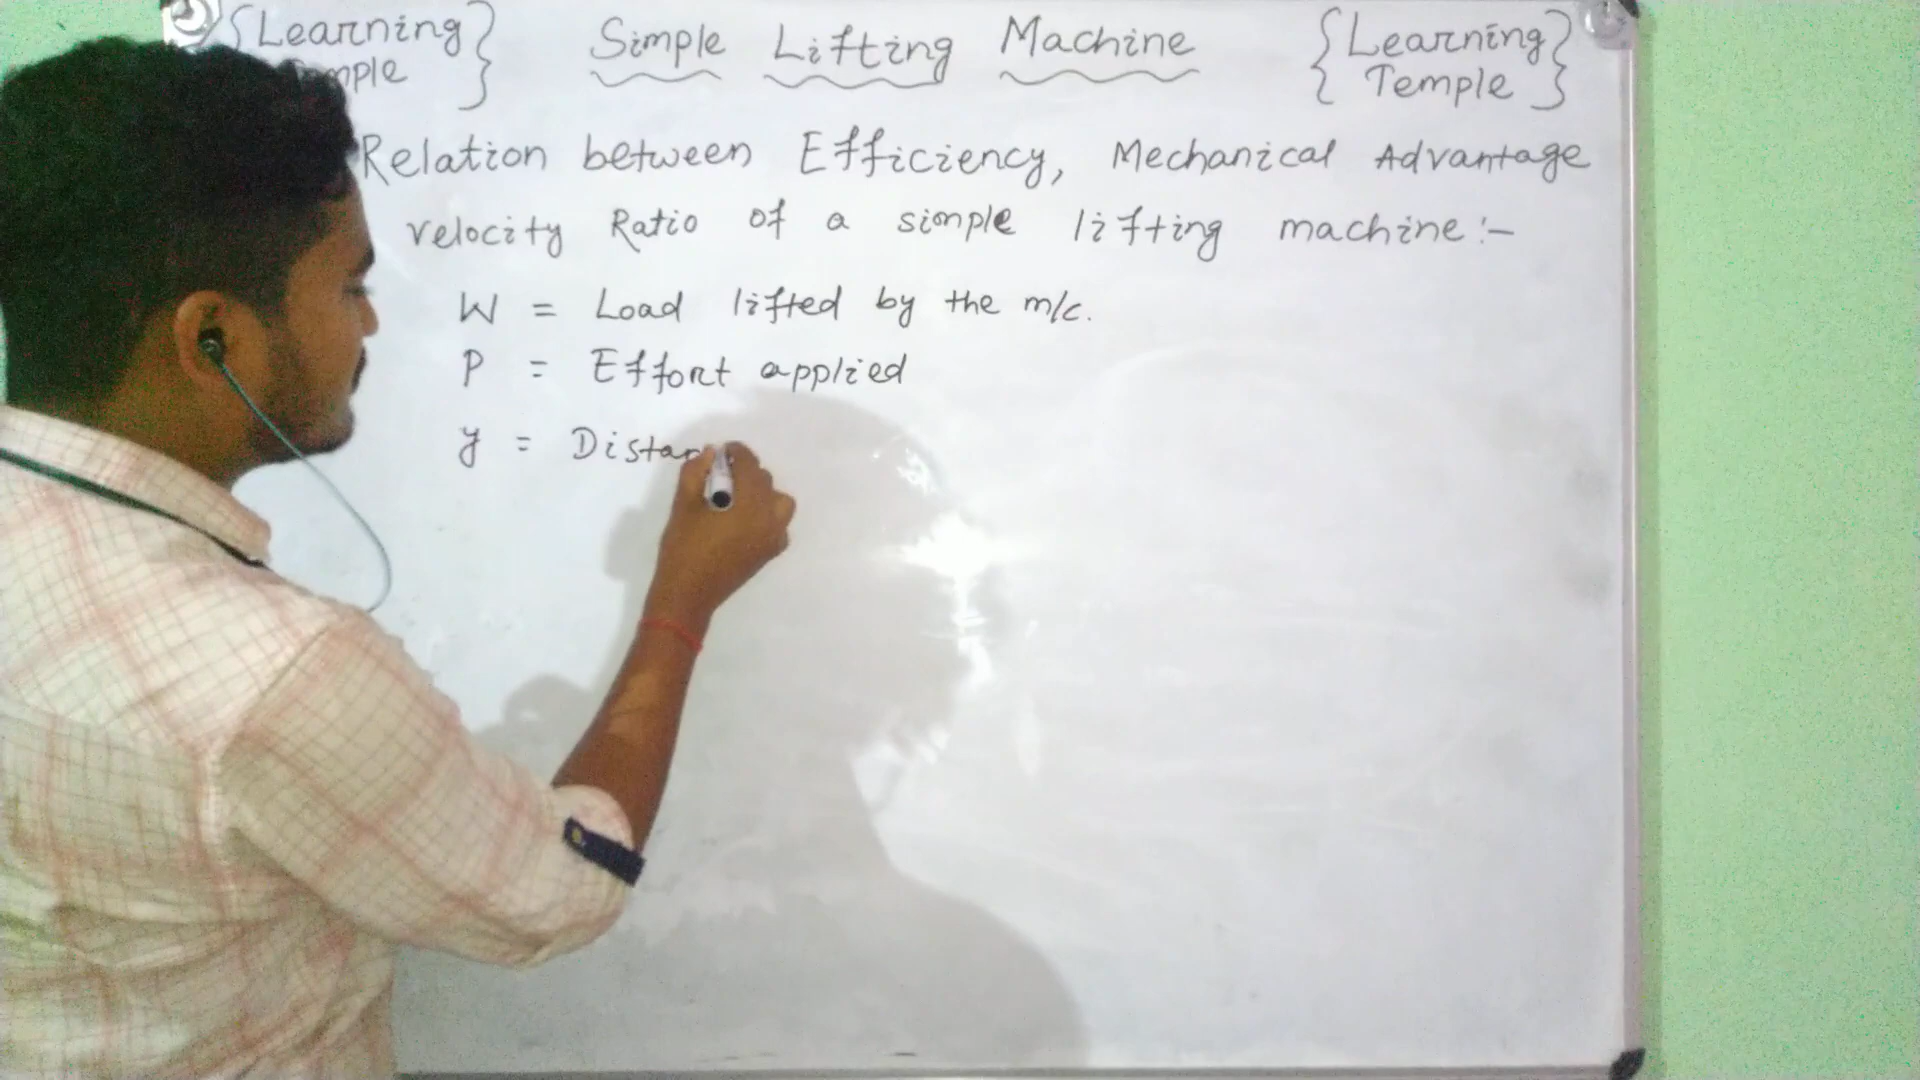 {Learning}
Simple Lifting Machine
{Learning
Temple}
Relation between Efficiency, Mechanical Advantage
velocity Ratio of a simple lifting machine :-
W = Load lifted by the m/c.
P = Effort applied
y = Distan